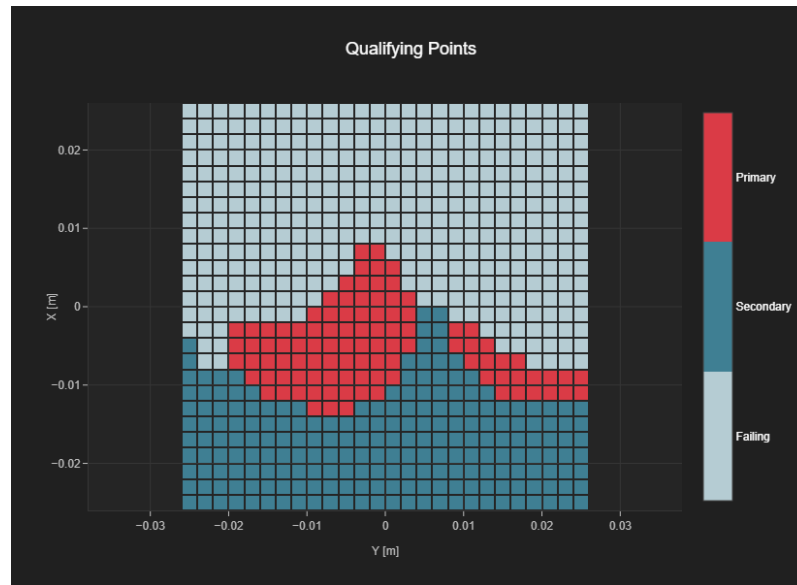 Qualifying Points
X [m]
0.02
0.01
0
−0.01
−0.02
−0.03
−0.02
−0.01
0
0.01
0.02
0.03
Y [m]
Primary
Secondary
Failing